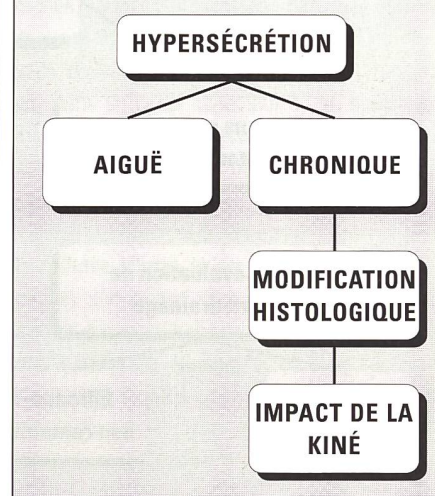 HYPERSÉCRÉTION
AIGUË
CHRONIQUE
MODIFICATION
HISTOLOGIQUE
IMPACT DE LA
KINÉ